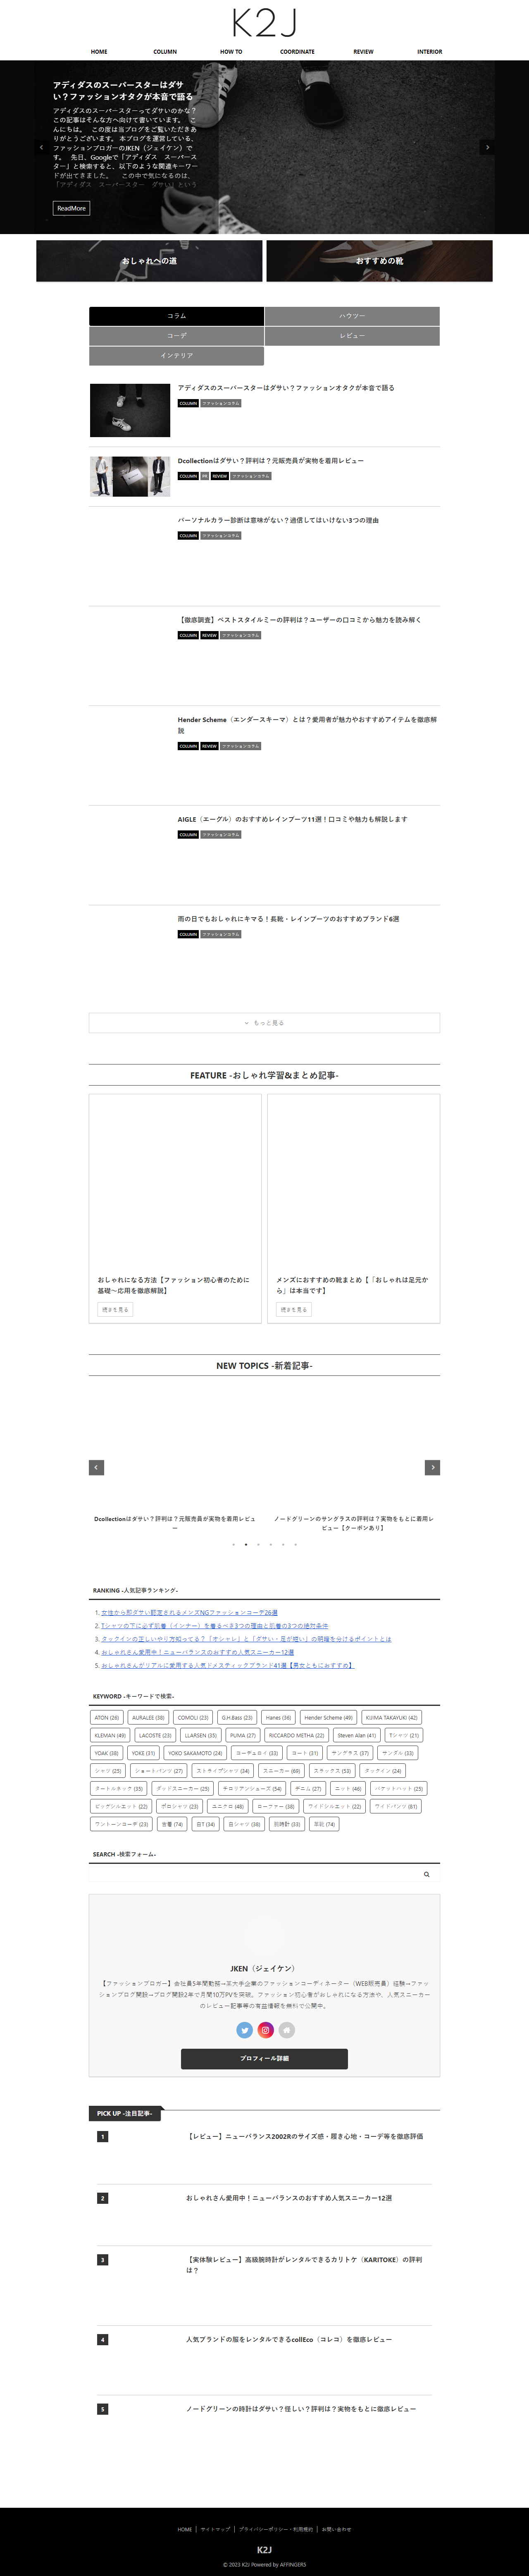 K2J
HOME
COLUMN
HOW TO
COORDINATE
REVIEW
INTERIOR
アディダスのスーパースターはダサ
い？ファッションオタクが本音で語る
アディダスのスーパースターってダサいのかな？
この記事はそんな方へ向けて書いています。 こ
んにちは。 この度は当ブログをご覧いただきあ
りがとうございます。 本ブログを運営している、
ファッションブロガーのJKEN（ジェイケン）で
す。 先日、Googleで「アディダス スーパースー
ター」と検索すると、以下のような関連キーワー
ドが出てきました。 この中で気になるのは、
「アディダス スーパースター ダサい」という
ReadMore
おしゃれへの道
おすすめの靴
コラム
ハウツー
コーデ
レビュー
インテリア
アディダスのスーパースターはダサい？ファッションオタクが本音で語る
COLUMN ファッションコラム
Dcollectionはダサい？評判は？元販売員が実物を着用レビュー
COLUMN PR REVIEW ファッションコラム
パーソナルカラー診断は意味がない？過信してはいけない3つの理由
COLUMN ファッションコラム
【徹底調査】ベストスタイルミーの評判は？ユーザーの口コミから魅力を読み解く
COLUMN REVIEW ファッションコラム
Hender Scheme（エンダースキーマ）とは？愛用者が魅力やおすすめアイテムを徹底解
説
COLUMN REVIEW ファッションコラム
AIGLE（エーグル）のおすすめレインブーツ11選！口コミや魅力も解説します
COLUMN ファッションコラム
雨の日でもおしゃれにキマる！長靴・レインブーツのおすすめブランド6選
COLUMN ファッションコラム
もっと見る
FEATURE -おしゃれ学習&まとめ記事-
おしゃれになる方法【ファッション初心者のために
基礎～応用を徹底解説】
続きを見る
メンズにおすすめの靴まとめ【「おしゃれは足元か
ら」は本当です】
続きを見る
NEW TOPICS -新着記事-
Dcollectionはダサい？評判は？元販売員が実物を着用レビュ
ー
ノードグリーンのサングラスの評判は？実物をもとに着用レ
ビュー【クーポンあり】
RANKING -人気記事ランキング-
1. 女性から即ダサい認定されるメンズNGファッションコーデ26選
2. Tシャツの下に必ず肌着（インナー）を着るべき3つの理由と肌着の3つの絶対条件
3. タックインの正しいやり方知ってる？「オシャレ」と「ダサい・足が短い」の明暗を分けるポイントとは
4. おしゃれさん愛用中！ニューバランスのおすすめ人気スニーカー12選
5. おしゃれさんがリアルに愛用する人気ドメスティックブランド41選【男女ともにおすすめ】
KEYWORD -キーワードで検索-
ATON (26)
AURALEE (38)
COMOLI (23)
G.H.Bass (23)
Hanes (36)
Hender Scheme (49)
KIJIMA TAKAYUKI (42)
KLEMAN (49)
LACOSTE (23)
LLARSEN (35)
PUMA (27)
RICCARDO METHA (22)
Steven Alan (41)
Tシャツ (21)
YOAK (38)
YOKE (31)
YOKO SAKAMOTO (24)
コーデュロイ (33)
コート (31)
サングラス (37)
サンダル (33)
シャツ (25)
ショートパンツ (27)
ストライプシャツ (34)
スニーカー (69)
スラックス (53)
タックイン (24)
タートルネック (35)
ダッドスニーカー (25)
チロリアンシューズ (54)
デニム (27)
ニット (46)
バケットハット (25)
ビッグシルエット (22)
ポロシャツ (23)
ユニクロ (48)
ローファー (38)
ワイドシルエット (22)
ワイドパンツ (81)
ワントーンコーデ (23)
古着 (74)
白T (34)
白シャツ (38)
腕時計 (33)
革靴 (74)
SEARCH -検索フォーム-
JKEN（ジェイケン）
【ファッションブロガー】会社員5年間勤務→某大手企業のファッションコーディネーター（WEB販売員）経験→ファッ
ションブログ開設→ブログ開設2年で月間10万PVを突破。ファッション初心者がおしゃれになる方法や、人気スニーカー
のレビュー記事等の有益情報を無料で公開中。
プロフィール詳細
PICK UP -注目記事-
1
【レビュー】ニューバランス2002Rのサイズ感・履き心地・コーデ等を徹底評価
2
おしゃれさん愛用中！ニューバランスのおすすめ人気スニーカー12選
3
【実体験レビュー】高級腕時計がレンタルできるカリトケ（KARITOKE）の評判
は？
4
人気ブランドの服をレンタルできるcollEco（コレコ）を徹底レビュー
5
ノードグリーンの時計はダサい？怪しい？評判は？実物をもとに徹底レビュー
HOME
サイトマップ
プライバシーポリシー・利用規約
お問い合わせ
K2J
© 2023 K2J Powered by AFFINGER5